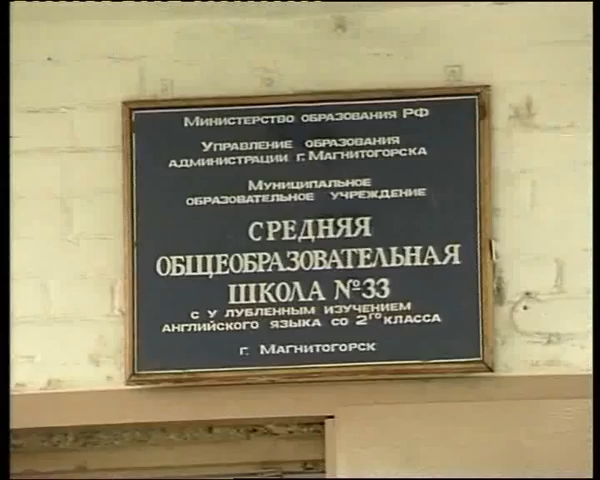 Министерство образования РФ
Управление образования
администрации г. Магнитогорска
Муниципальное
образовательное учреждение
СРЕДНЯЯ
ОБЩЕОБРАЗОВАТЕЛЬНАЯ
ШКОЛА №33
с у лубленным изучением
английского языка со 2го класса
г. Магнитогорск